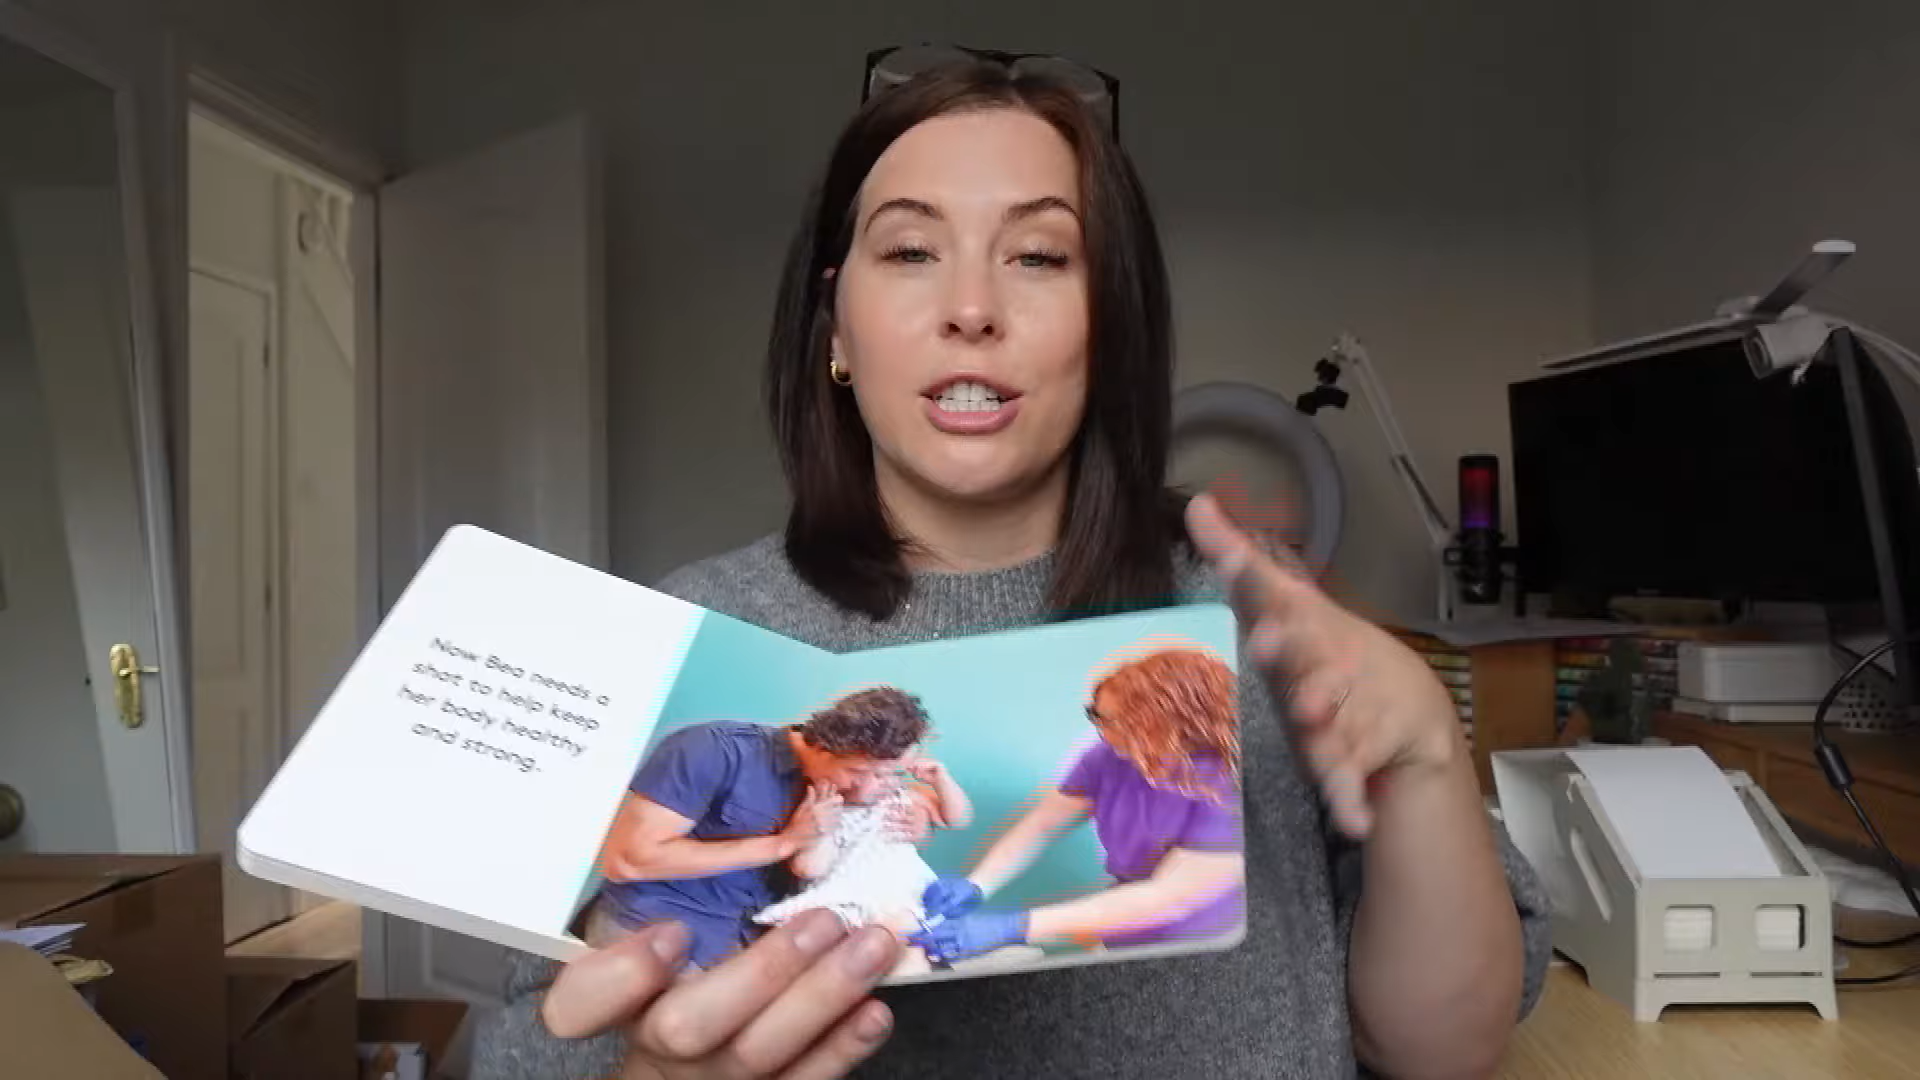 Now Bea needs a
shot to help keep
her body healthy
and strong.